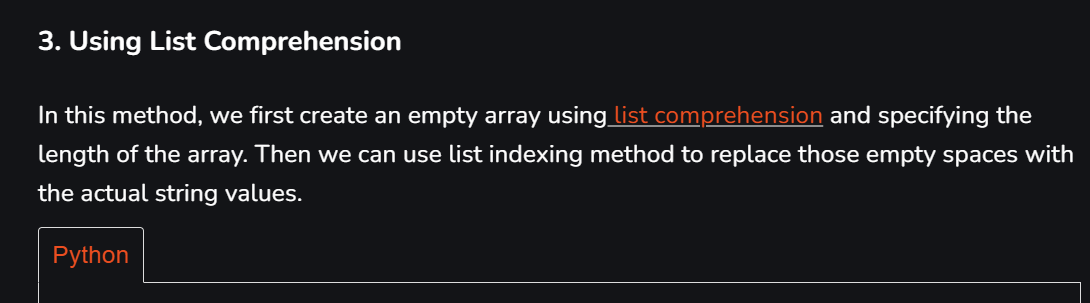 3. Using List Comprehension
In this method, we first create an empty array using list comprehension and specifying the
length of the array. Then we can use list indexing method to replace those empty spaces with
the actual string values.
Python